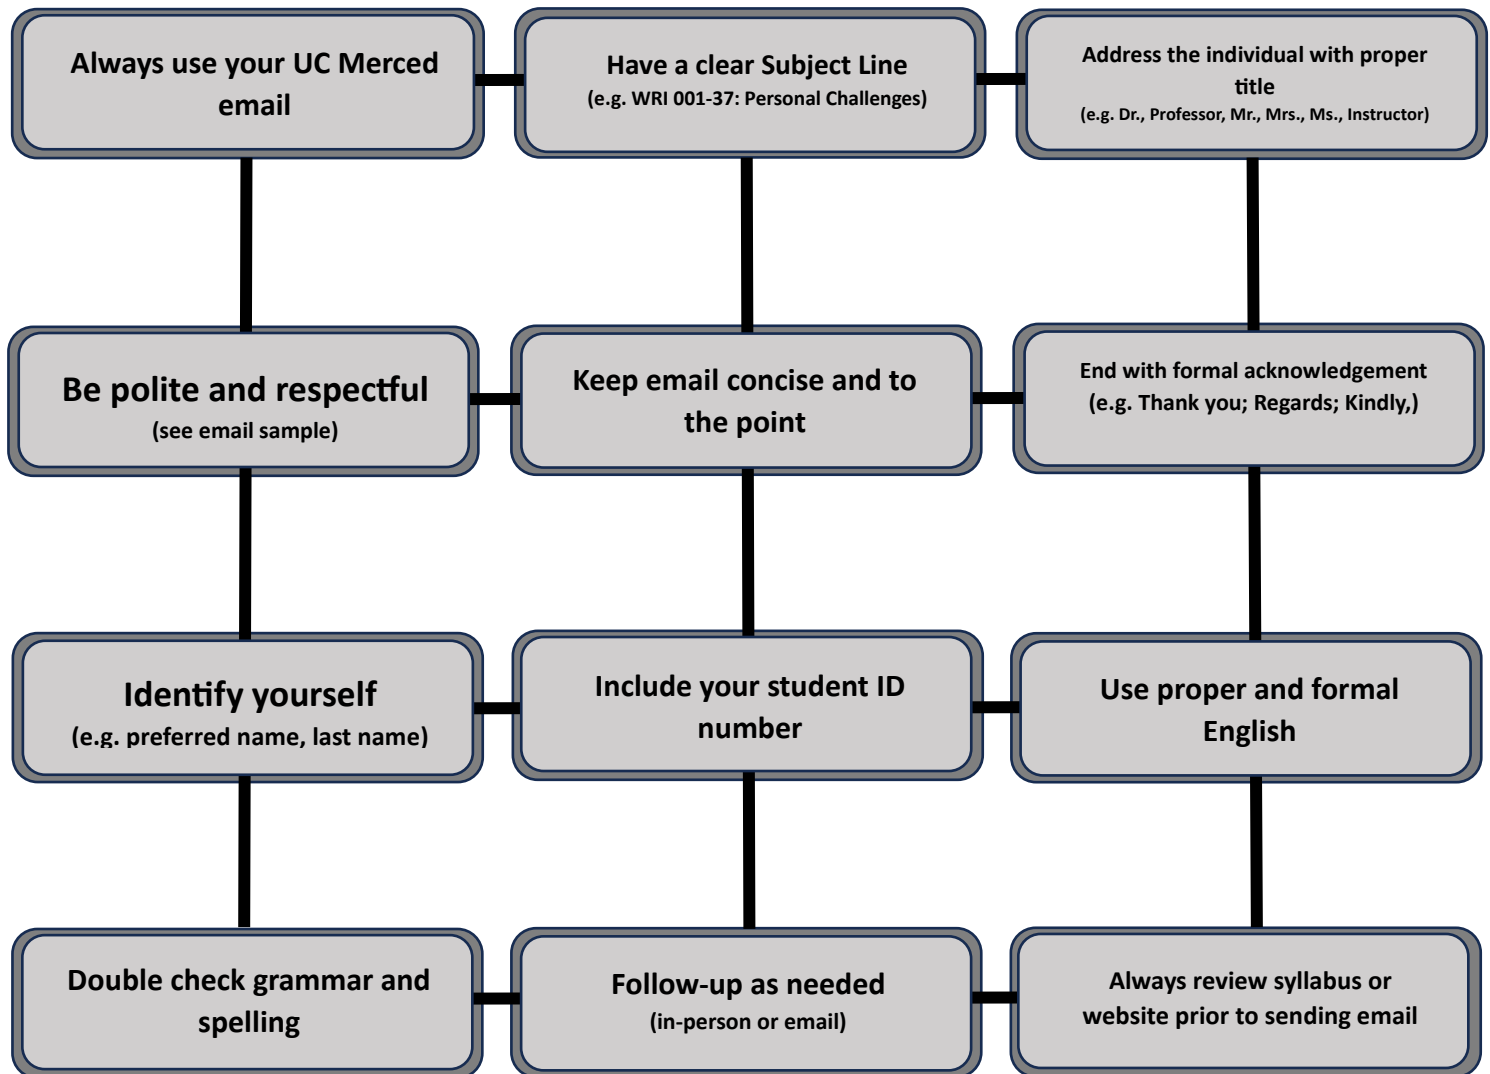 Always use your UC Merced
email
Have a clear Subject Line
(e.g. WRI 001-37: Personal Challenges)
Address the individual with proper
title
(e.g. Dr., Professor, Mr., Mrs., Ms., Instructor)
Be polite and respectful
(see email sample)
Keep email concise and to
the point
End with formal acknowledgement
(e.g. Thank you; Regards; Kindly,)
Identify yourself
(e.g. preferred name, last name)
Include your student ID
number
Use proper and formal
English
Double check grammar and
spelling
Follow-up as needed
(in-person or email)
Always review syllabus or
website prior to sending email